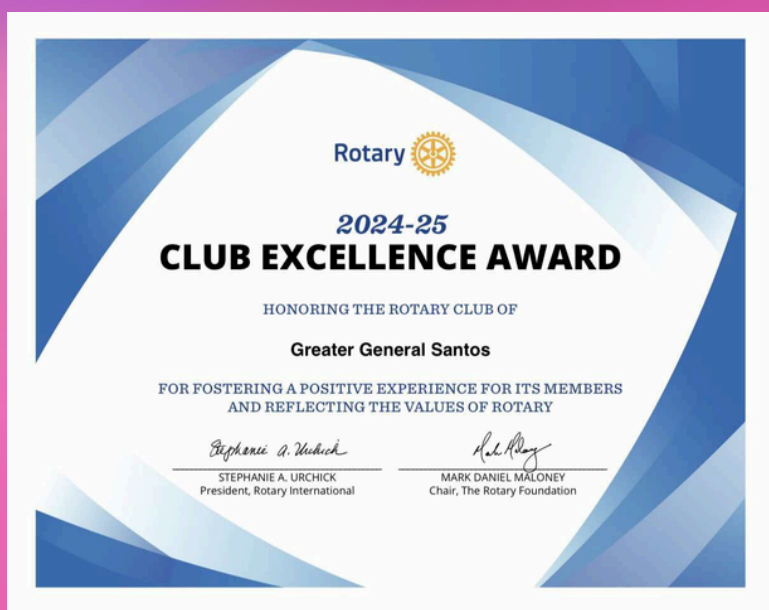 Rotary
2024-25
CLUB EXCELLENCE AWARD
HONORING THE ROTARY CLUB OF
Greater General Santos
FOR FOSTERING A POSITIVE EXPERIENCE FOR ITS MEMBERS
AND REFLECTING THE VALUES OF ROTARY
Stephanie A. Urchick
STEPHANIE A. URCHICK
President, Rotary International
MARK DANIEL MALONEY
Chair, The Rotary Foundation